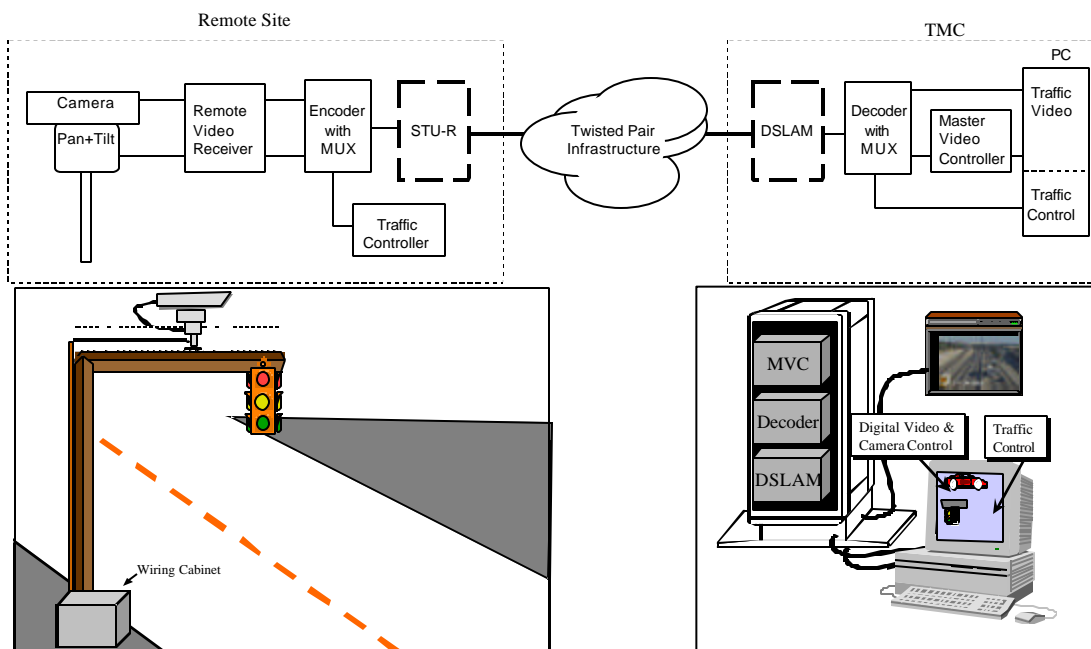 Remote Site
TMC
PC
Camera
Pan+Tilt
Remote
Video
Receiver
Encoder
with
MUX
STU-R
Traffic
Controller
Twisted Pair
Infrastructure
DSLAM
Decoder
with
MUX
Master
Video
Controller
Traffic
Video
Traffic
Control
Wiring Cabinet
MVC
Decoder
DSLAM
Digital Video &
Camera Control
Traffic
Control